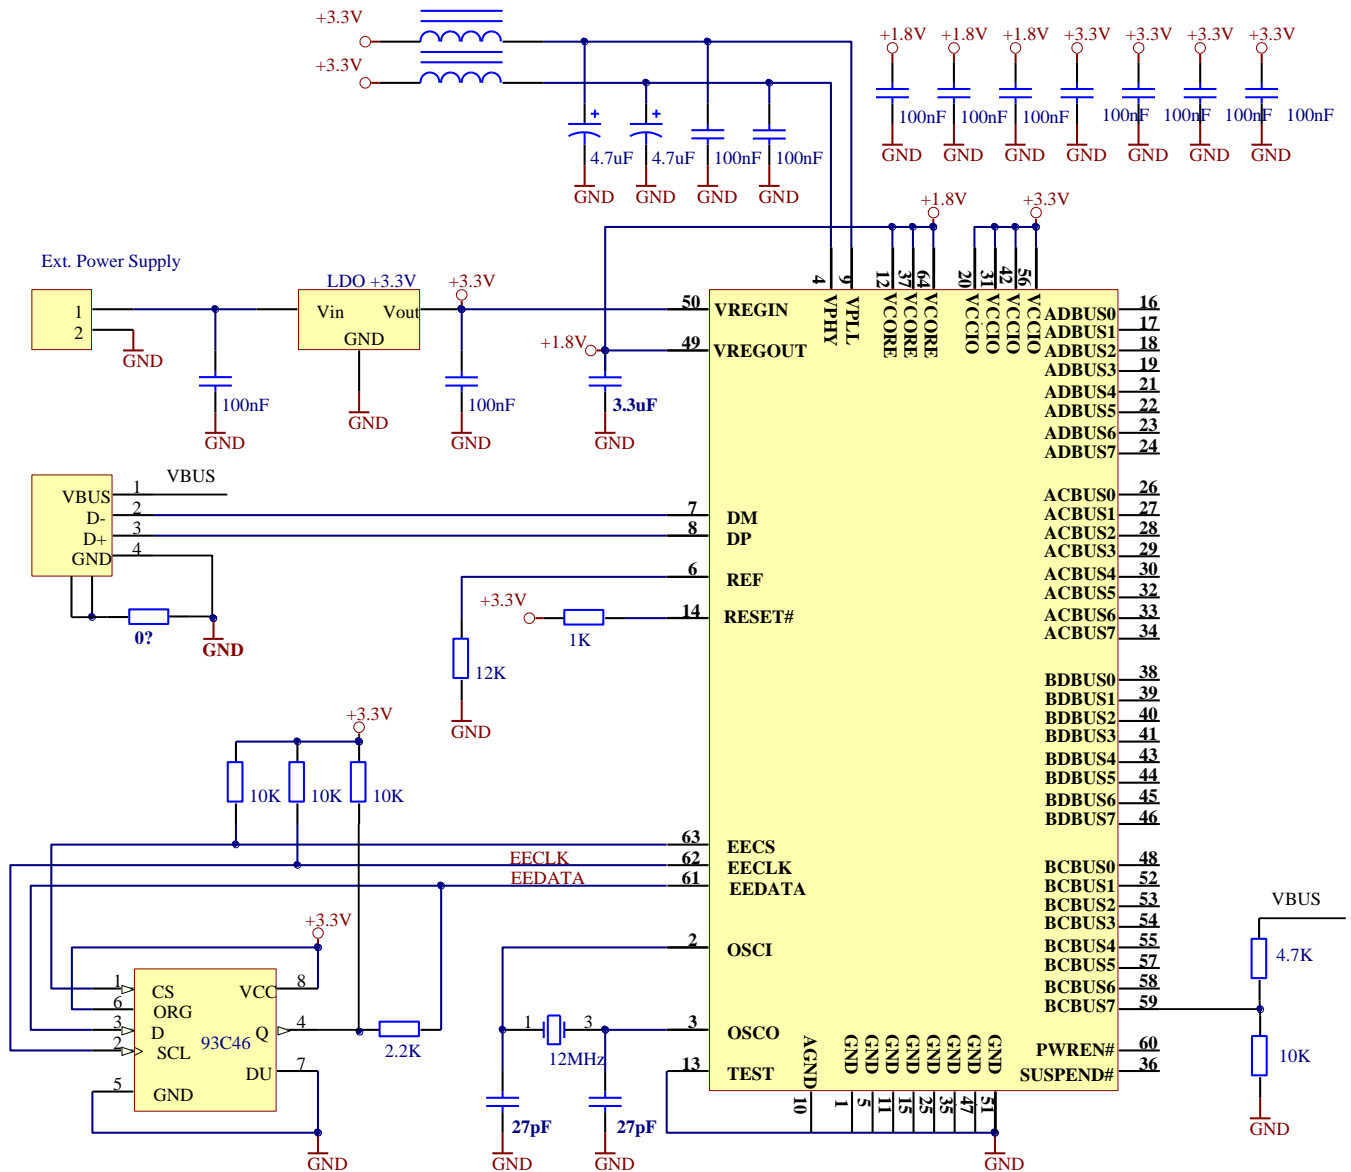 +3.3V
+3.3V
4.7uF
4.7uF
100nF
100nF
GND
GND
GND
GND
+1.8V
+1.8V
+1.8V
+3.3V
+3.3V
+3.3V
+3.3V
100nF
100nF
100nF
100nF
100nF
100nF
100nF
GND
GND
GND
GND
GND
GND
GND
+1.8V
+3.3V
Ext. Power Supply
1
2
GND
100nF
GND
LDO +3.3V
Vin
Vout
GND
GND
+3.3V
100nF
GND
+1.8V
3.3uF
GND
VBUS
VBUS 1
D- 2
D+ 3
GND 4
0?
GND
12K
GND
+3.3V
1K
+3.3V
10K
10K
10K
EECLK
EEDATA
+3.3V
1 CS
6 ORG
3 D
2 SCL
5 GND
93C46
VCC 8
Q 4
DU 7
GND
2.2K
1
3
12MHz
27pF
27pF
GND
GND
50 VREGIN
49 VREGOUT
7 DM
8 DP
6 REF
14 RESET#
63 EECS
62 EECLK
61 EEDATA
2 OSCI
3 OSCO
13 TEST
4 VPHY
9 VPLL
12 VCORE
37 VCORE
64 VCORE
20 VCCIO
31 VCCIO
42 VCCIO
56 VCCIO
AGND 10
GND 1
GND 5
GND 11
GND 15
GND 25
GND 35
GND 47
GND 51
GND
ADBUS0 16
ADBUS1 17
ADBUS2 18
ADBUS3 19
ADBUS4 21
ADBUS5 22
ADBUS6 23
ADBUS7 24
ACBUS0 26
ACBUS1 27
ACBUS2 28
ACBUS3 29
ACBUS4 30
ACBUS5 32
ACBUS6 33
ACBUS7 34
BDBUS0 38
BDBUS1 39
BDBUS2 40
BDBUS3 41
BDBUS4 43
BDBUS5 44
BDBUS6 45
BDBUS7 46
BCBUS0 48
BCBUS1 52
BCBUS2 53
BCBUS3 54
BCBUS4 55
BCBUS5 57
BCBUS6 58
BCBUS7 59
PWREN# 60
SUSPEND# 36
VBUS
4.7K
10K
GND